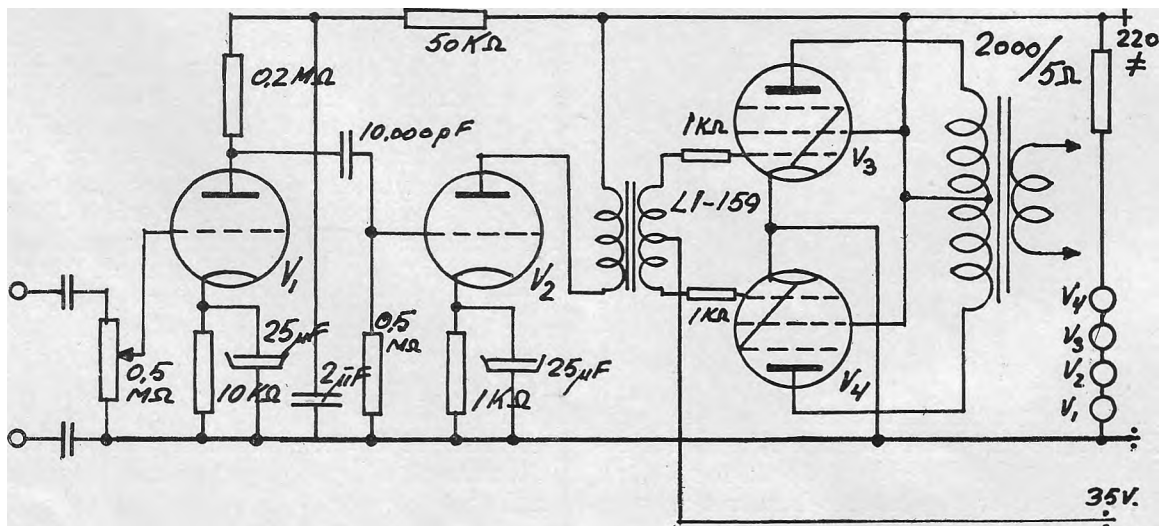 50KΩ
0,2MΩ
10.000pF
V₁
V₂
25µF
0,5
MΩ
10KΩ
2µF
0,5
MΩ
1KΩ
25µF
1KΩ
V₃
LT-159
1KΩ
V₄
2000/5Ω
+
220
V₄
V₃
V₂
V₁
35V.